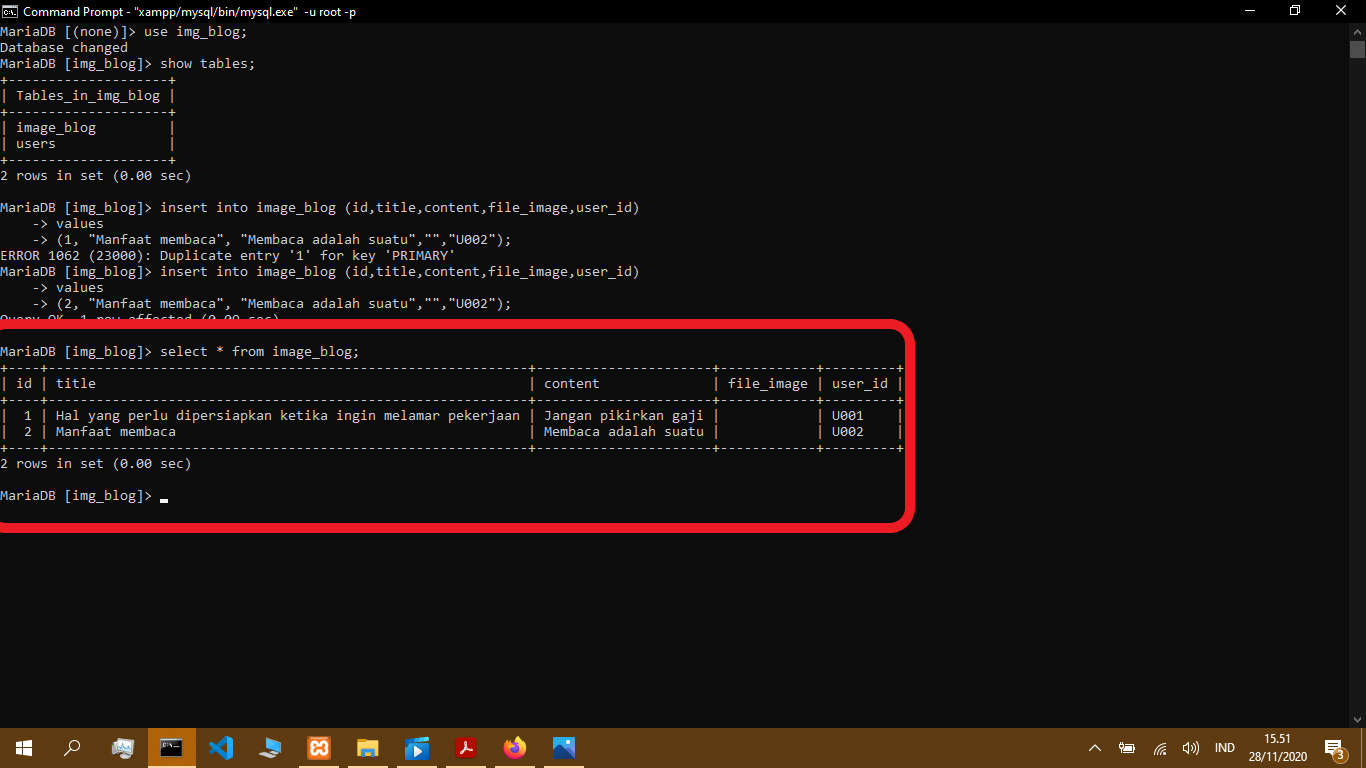 Command Prompt - "xampp/mysql/bin/mysql.exe" -u root -p
MariaDB [(none)]> use img_blog;
Database changed
MariaDB [img_blog]> show tables;
+--------------------+
| Tables_in_img_blog |
+--------------------+
| image_blog         |
| users              |
+--------------------+
2 rows in set (0.00 sec)
MariaDB [img_blog]> insert into image_blog (id,title,content,file_image,user_id)
    -> values
    -> (1, "Manfaat membaca", "Membaca adalah suatu","","U002");
ERROR 1062 (23000): Duplicate entry '1' for key 'PRIMARY'
MariaDB [img_blog]> insert into image_blog (id,title,content,file_image,user_id)
    -> values
    -> (2, "Manfaat membaca", "Membaca adalah suatu","","U002");
Query OK, 1 row affected (0.09 sec)
MariaDB [img_blog]> select * from image_blog;
+----+------------------------------------------------------------+----------------------+------------+---------+
| id | title                                                      | content              | file_image | user_id |
+----+------------------------------------------------------------+----------------------+------------+---------+
|  1 | Hal yang perlu dipersiapkan ketika ingin melamar pekerjaan | Jangan pikirkan gaji |            | U001    |
|  2 | Manfaat membaca                                            | Membaca adalah suatu |            | U002    |
+----+------------------------------------------------------------+----------------------+------------+---------+
2 rows in set (0.00 sec)
MariaDB [img_blog]>
IND
15.51
28/11/2020
3